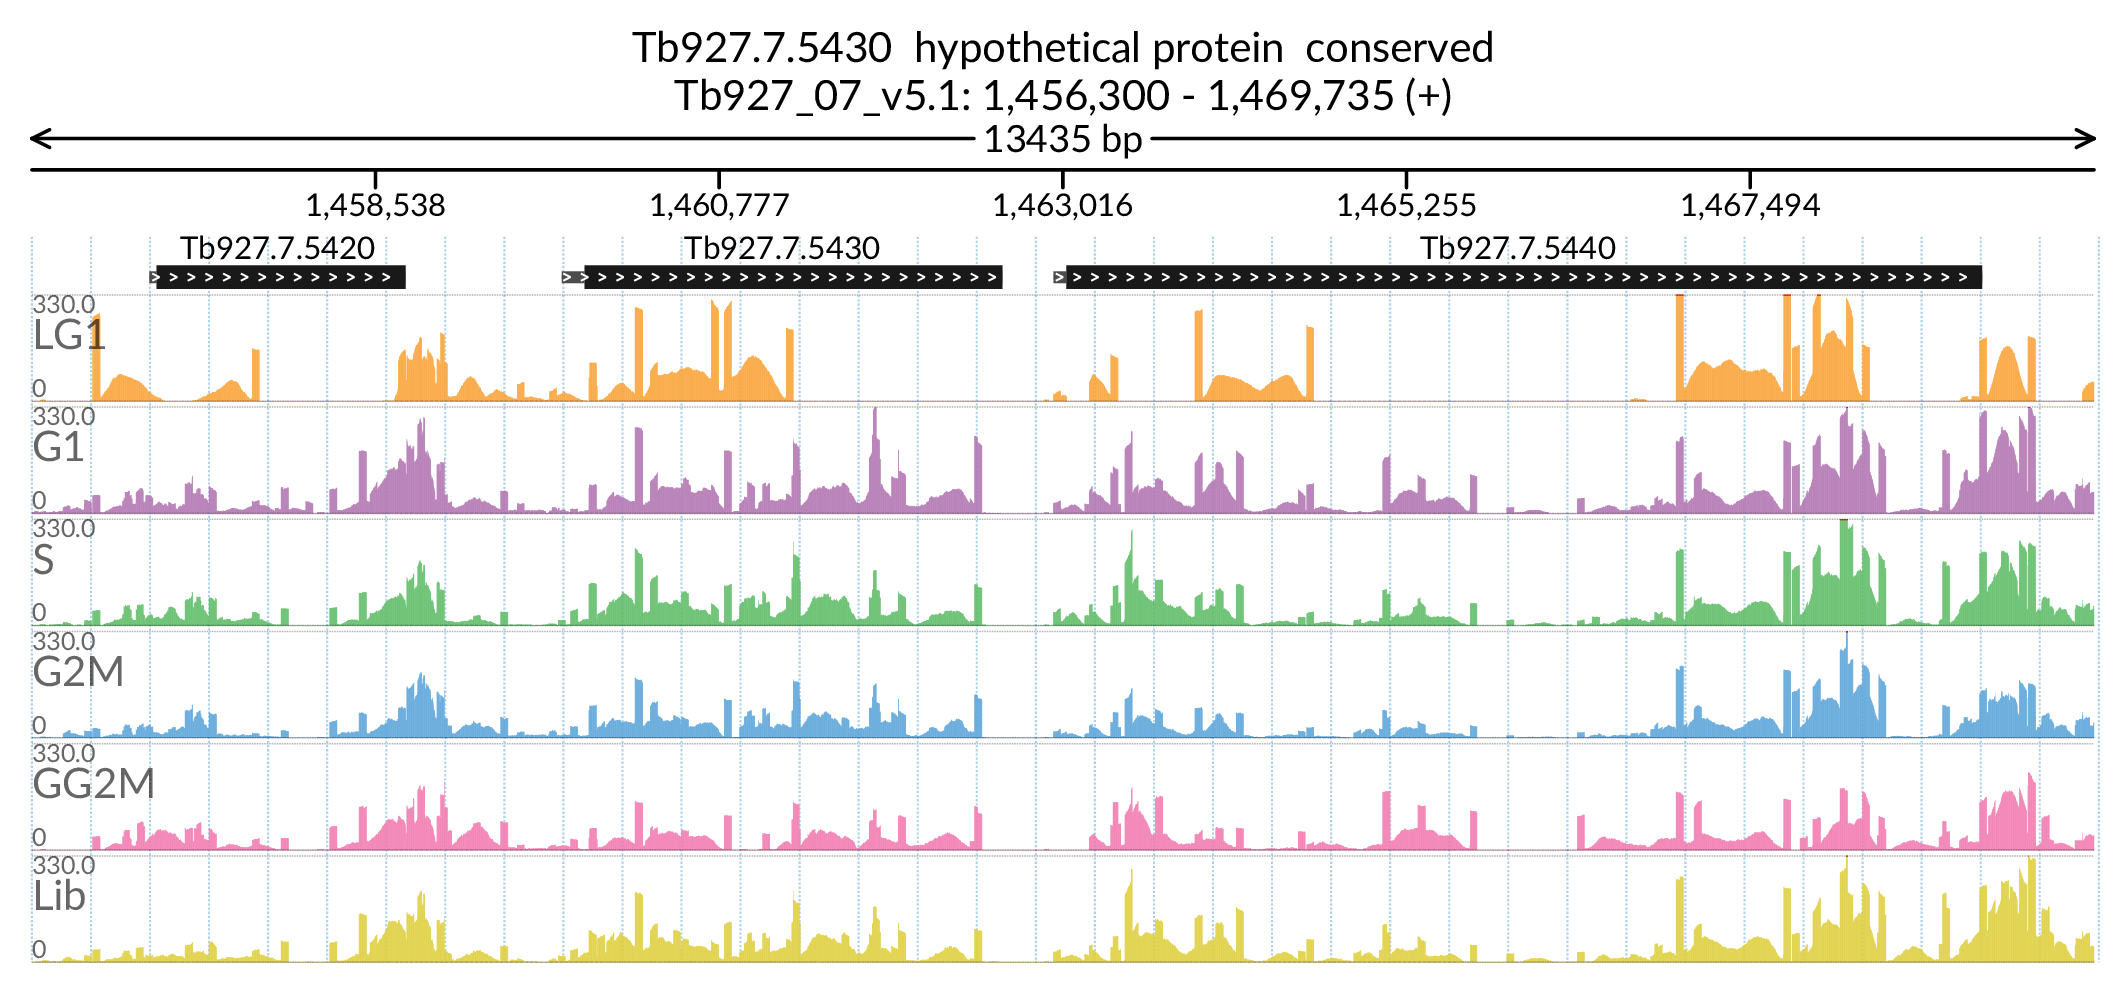 Tb927.7.5430  hypothetical protein  conserved
Tb927_07_v5.1: 1,456,300 - 1,469,735 (+)
13435 bp
1,458,538 1,460,777 1,463,016 1,465,255 1,467,494
Tb927.7.5420 Tb927.7.5430 Tb927.7.5440
330.0
LG1
0
330.0
G1
0
330.0
S
0
330.0
G2M
0
330.0
GG2M
0
330.0
Lib
0